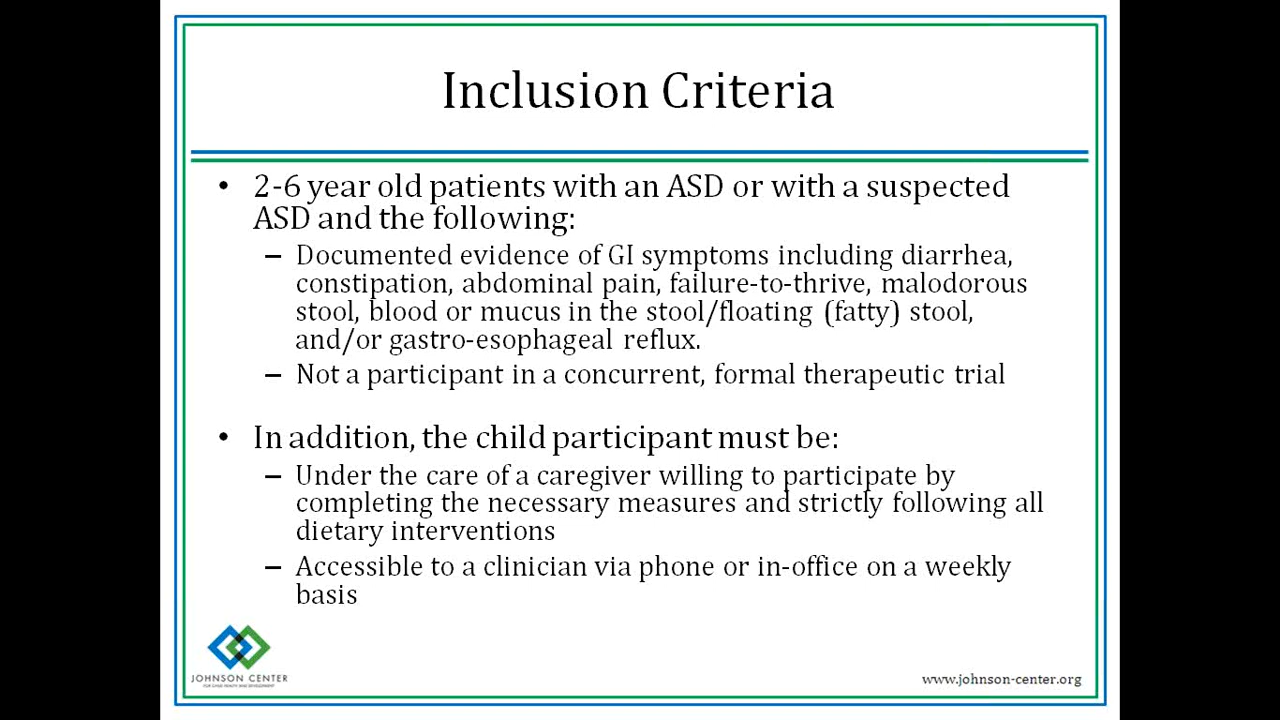 Inclusion Criteria
• 2-6 year old patients with an ASD or with a suspected
ASD and the following:
– Documented evidence of GI symptoms including diarrhea,
constipation, abdominal pain, failure-to-thrive, malodorous
stool, blood or mucus in the stool/floating (fatty) stool,
and/or gastro-esophageal reflux.
– Not a participant in a concurrent, formal therapeutic trial
• In addition, the child participant must be:
– Under the care of a caregiver willing to participate by
completing the necessary measures and strictly following all
dietary interventions
– Accessible to a clinician via phone or in-office on a weekly
basis
JOHNSON CENTER
FOR CHILD HEALTH AND DEVELOPMENT
www.johnson-center.org